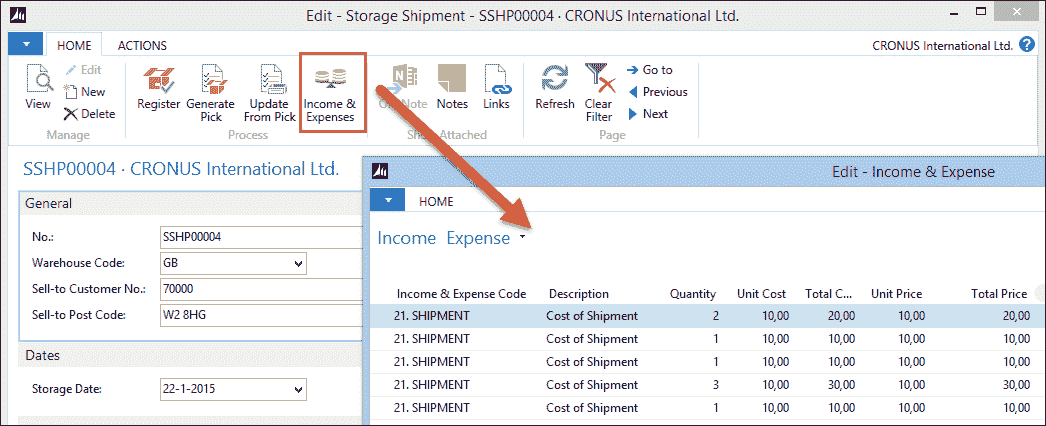 Edit - Storage Shipment - SSHP00004 · CRONUS International Ltd.
HOME ACTIONS CRONUS International Ltd. ?
View Edit New Delete
Register Generate Pick Update From Pick Income & Expenses
Notes Links
Refresh Clear Filter Go to Previous Next
Manage Process Attached Page
SSHP00004 · CRONUS International Ltd.
General
No.: SSHP00004
Warehouse Code: GB
Sell-to Customer No.: 70000
Sell-to Post Code: W2 8HG
Dates
Storage Date: 22-1-2015
Edit - Income & Expense
HOME
Income Expense
Income & Expense Code Description Quantity Unit Cost Total C... Unit Price Total Price
21. SHIPMENT Cost of Shipment 2 10,00 20,00 10,00 20,00
21. SHIPMENT Cost of Shipment 1 10,00 10,00 10,00 10,00
21. SHIPMENT Cost of Shipment 1 10,00 10,00 10,00 10,00
21. SHIPMENT Cost of Shipment 3 10,00 30,00 10,00 30,00
21. SHIPMENT Cost of Shipment 1 10,00 10,00 10,00 10,00